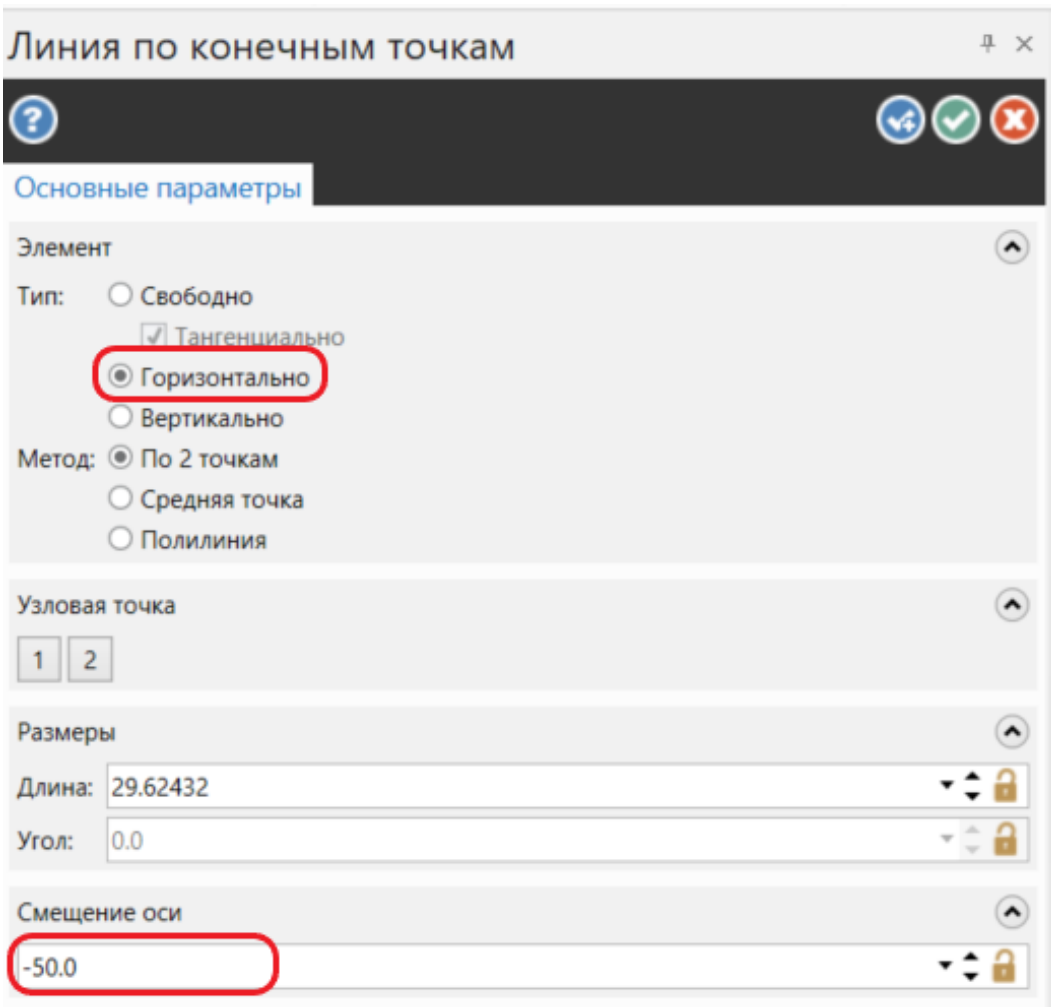 Линия по конечным точкам
Основные параметры
Элемент
Тип: Свободно
Тангенциально
Горизонтально
Вертикально
Метод: По 2 точкам
Средняя точка
Полилиния
Узловая точка
1 2
Размеры
Длина: 29.62432
Угол: 0.0
Смещение оси
-50.0